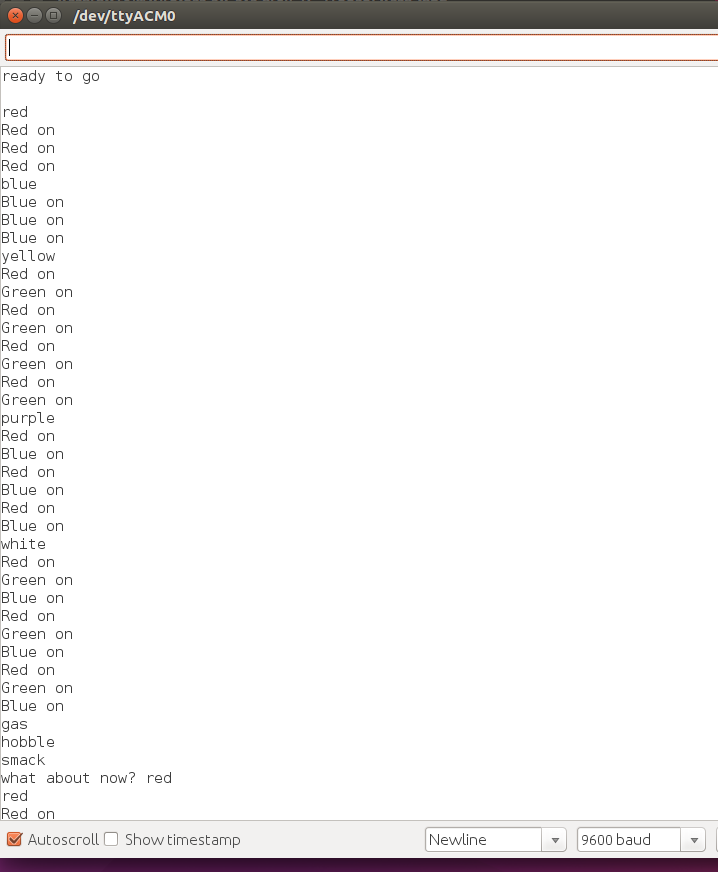 /dev/ttyACM0
ready to go
red
Red on
Red on
Red on
blue
Blue on
Blue on
Blue on
yellow
Red on
Green on
Red on
Green on
Red on
Green on
Red on
Green on
purple
Red on
Blue on
Red on
Blue on
Red on
Blue on
white
Red on
Green on
Blue on
Red on
Green on
Blue on
Red on
Green on
Blue on
gas
hobble
smack
what about now? red
red
Red on
Autoscroll Show timestamp Newline 9600 baud